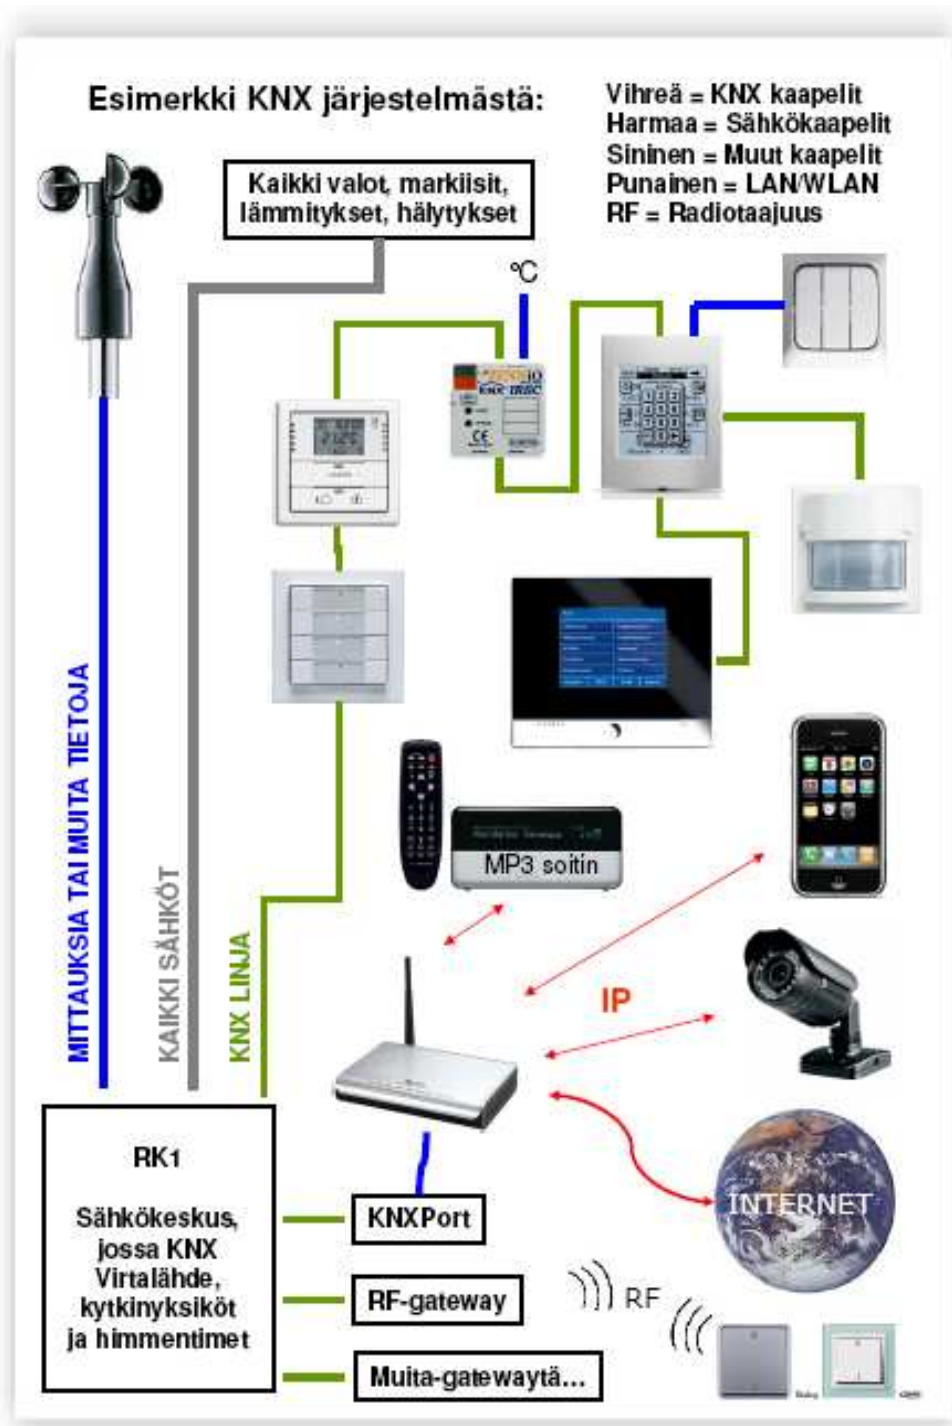 Esimerkki KNX järjestelmästä:
Vihreä = KNX kaapelit
Harmaa = Sähkökaapelit
Sininen = Muut kaapelit
Punainen = LAN/WLAN
RF = Radiotaajuus
Kaikki valot, markiisit,
lämmitykset, hälytykset
°C
KNX
CE
MITTAUKSIA TAI MUITA TIETOJA
KAIKKI SÄHKÖT
KNX LINJA
MP3 soitin
IP
INTERNET
RK1
Sähkökeskus,
jossa KNX
Virtalähde,
kytkinyksiköt
ja himmentimet
KNXPort
RF-gateway
RF
Muita-gatewaytä...